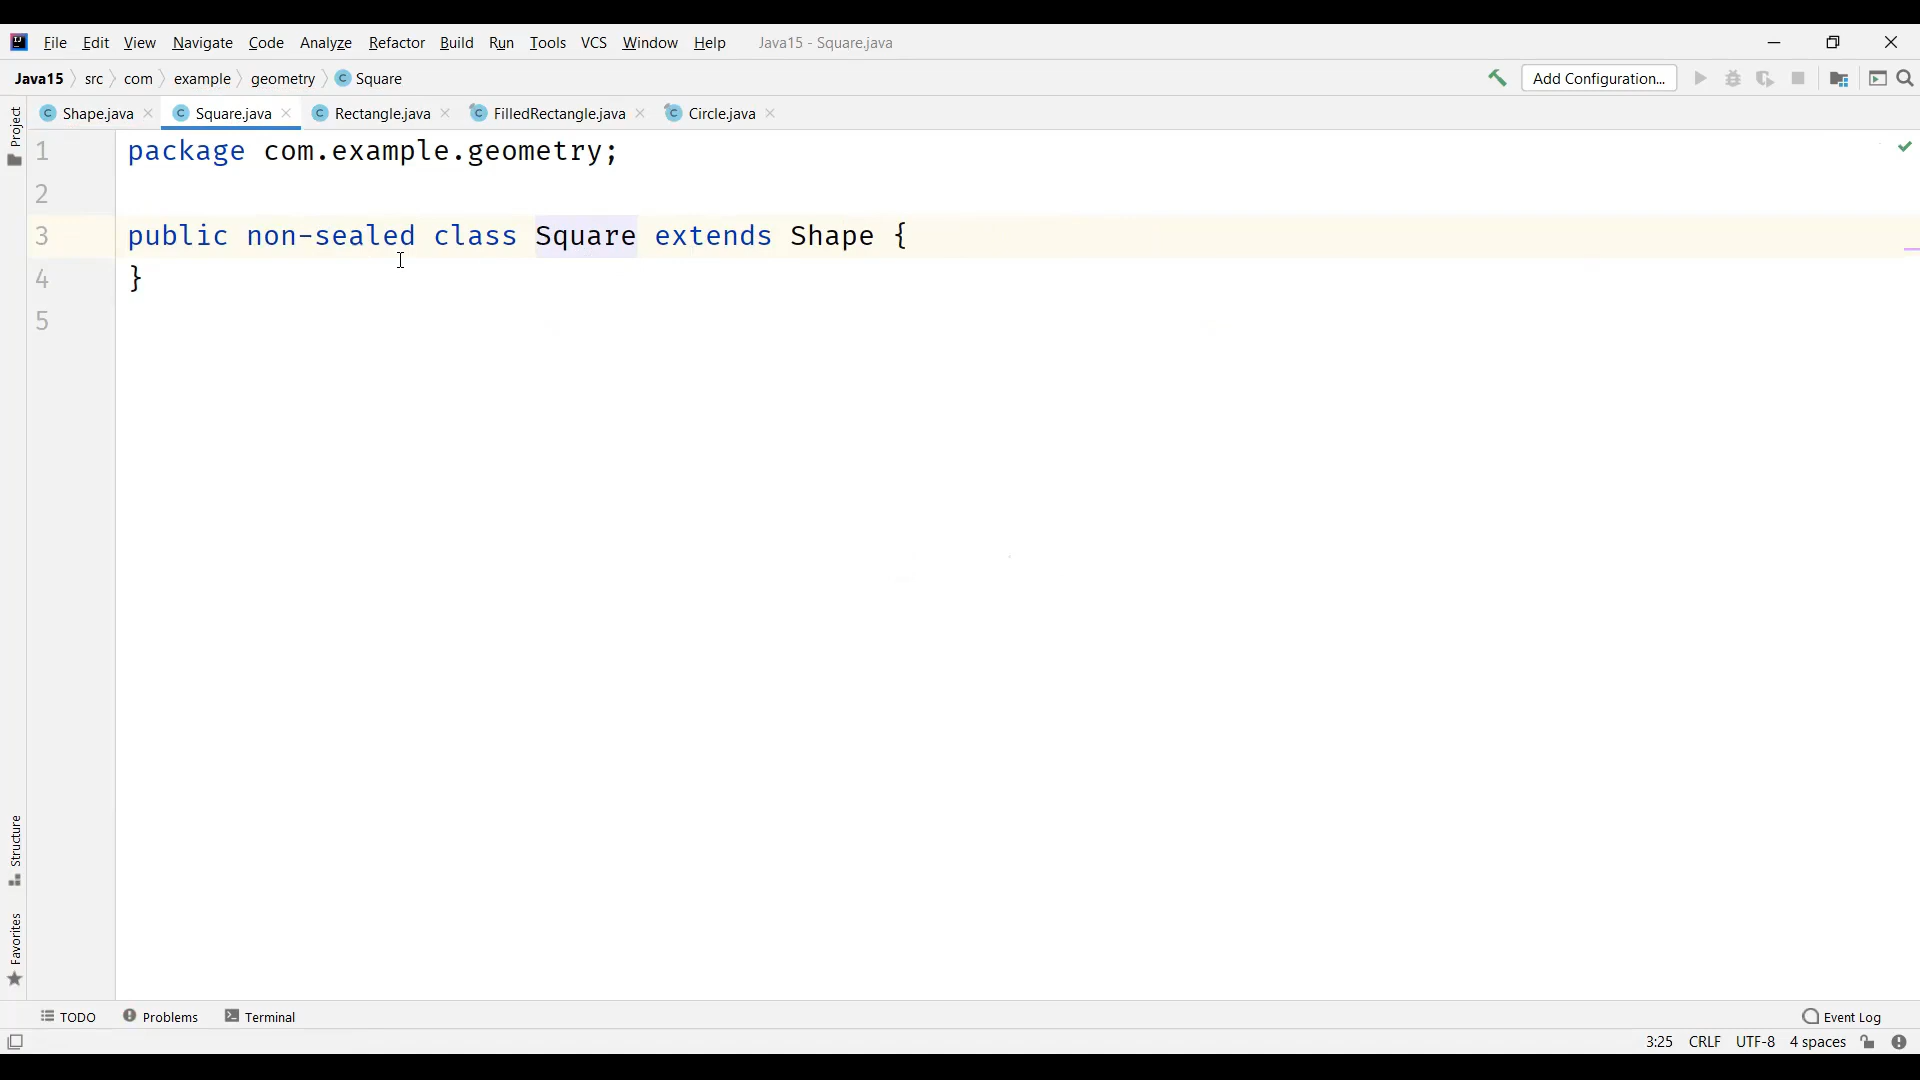 File Edit View Navigate Code Analyze Refactor Build Run Tools VCS Window Help Java15 - Square.java
Java15 src com example geometry C Square Add Configuration...
C Shape.java C Square.java C Rectangle.java C FilledRectangle.java C Circle.java
Project
1 package com.example.geometry;
2
3 public non-sealed class Square extends Shape {
4 }
5
Structure
Favorites
TODO Problems Terminal Event Log
3:25 CRLF UTF-8 4 spaces